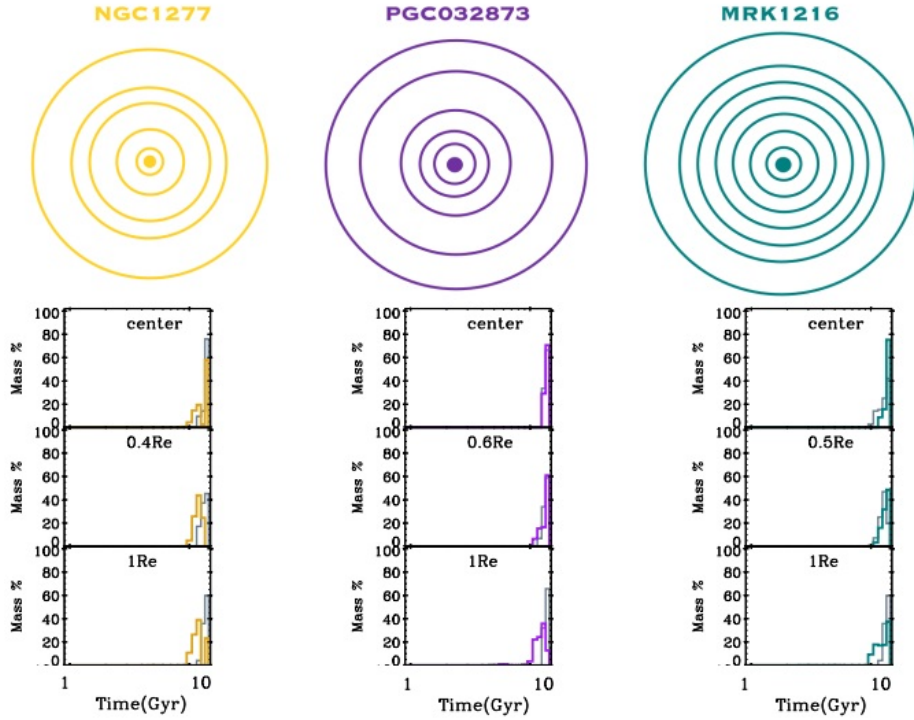 NGC1277 PGC032873 MRK1216
100 center 100 center 100 center
80 80 80
60 60 60
Mass % Mass % Mass %
40 40 40
20 20 20
0 0 0
100 0.4Re 100 0.6Re 100 0.5Re
80 80 80
60 60 60
Mass % Mass % Mass %
40 40 40
20 20 20
0 0 0
100 1Re 100 1Re 100 1Re
80 80 80
60 60 60
Mass % Mass % Mass %
40 40 40
20 20 20
-0 -0 -0
1 10 1 10 1 10
Time(Gyr) Time(Gyr) Time(Gyr)